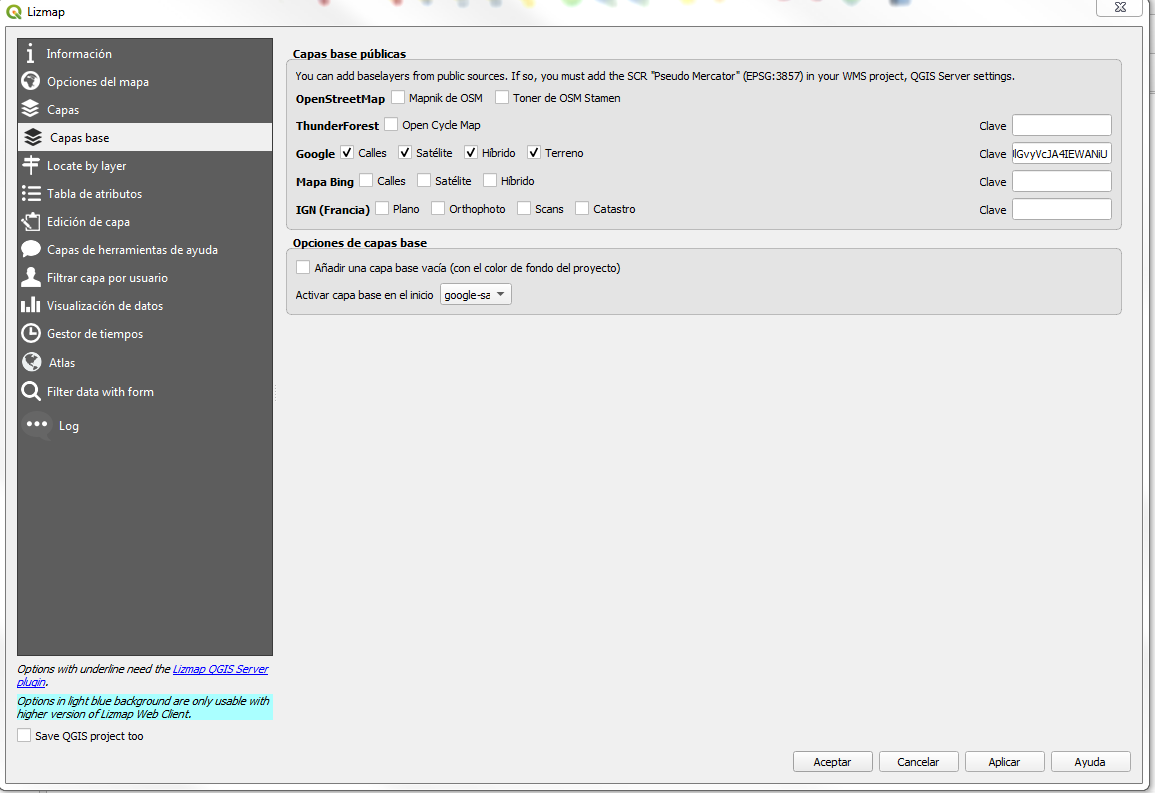 Lizmap
Información
Opciones del mapa
Capas
Capas base
Locate by layer
Tabla de atributos
Edición de capa
Capas de herramientas de ayuda
Filtrar capa por usuario
Visualización de datos
Gestor de tiempos
Atlas
Filter data with form
Log
Options with underline need the Lizmap QGIS Server
plugin.
Options in light blue background are only usable with
higher version of Lizmap Web Client.
Save QGIS project too
Capas base públicas
You can add baselayers from public sources. If so, you must add the SCR "Pseudo Mercator" (EPSG:3857) in your WMS project, QGIS Server settings.
OpenStreetMap Mapnik de OSM Toner de OSM Stamen
ThunderForest Open Cycle Map Clave
Google Calles Satélite Híbrido Terreno Clave GvyVcJA4IEWANiU
Mapa Bing Calles Satélite Híbrido Clave
IGN (Francia) Plano Orthophoto Scans Catastro Clave
Opciones de capas base
Añadir una capa base vacía (con el color de fondo del proyecto)
Activar capa base en el inicio google-sa
Aceptar Cancelar Aplicar Ayuda